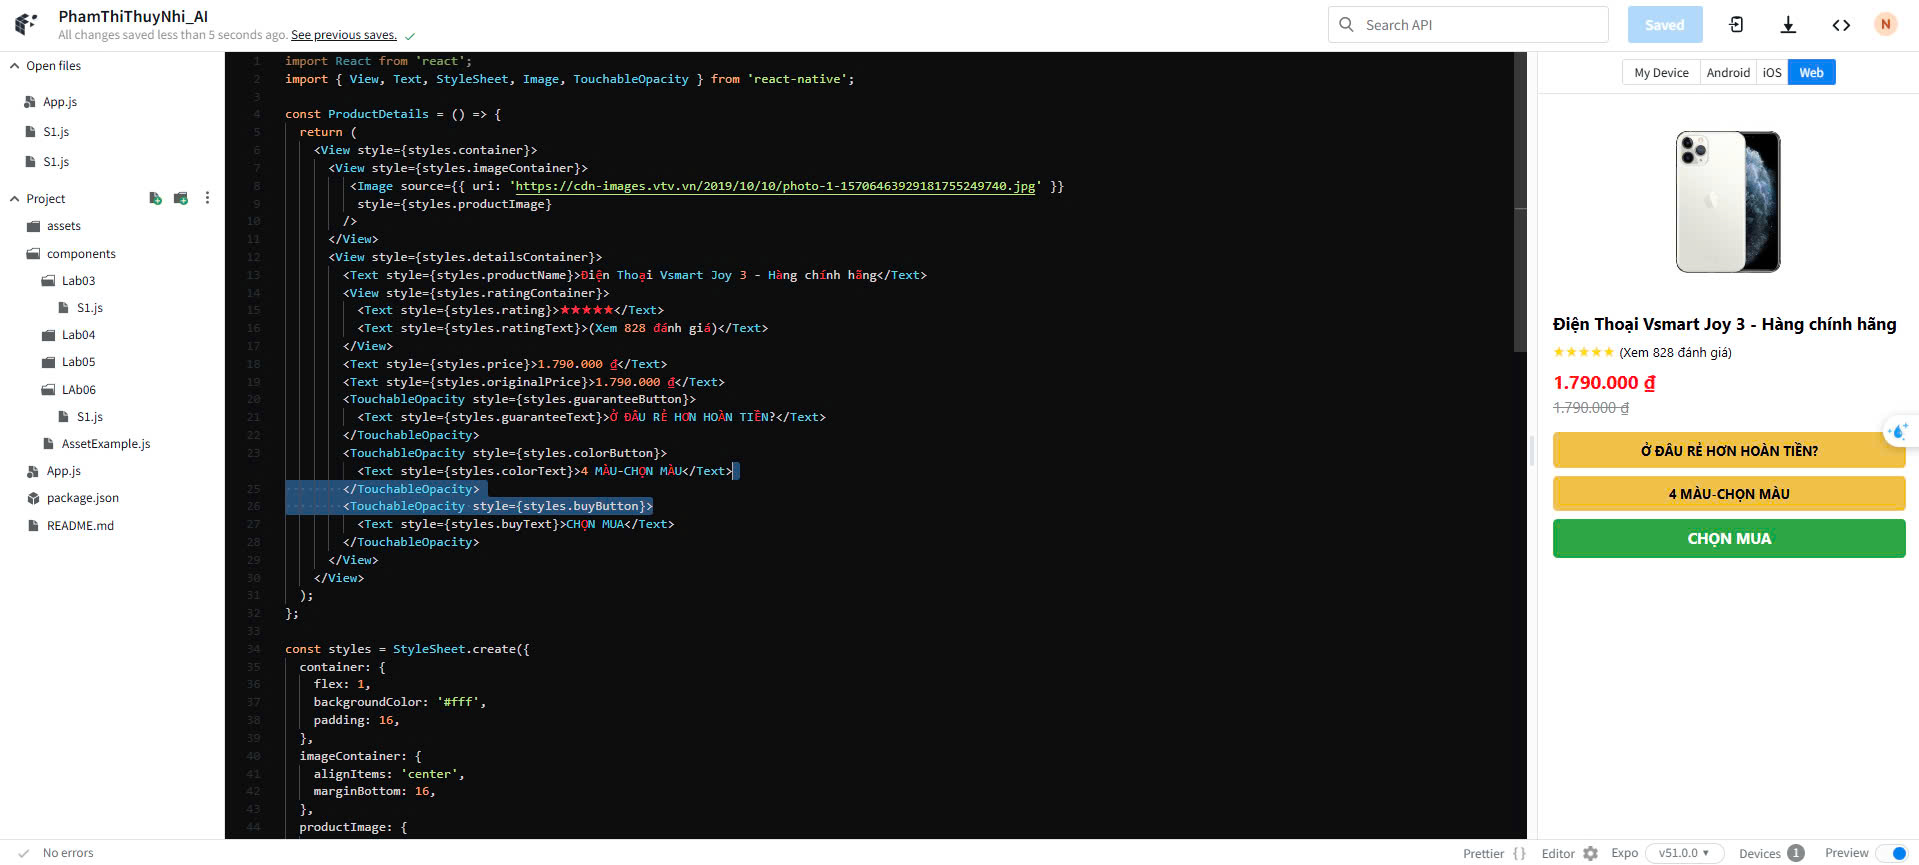 PhamThiThuyNhi_AI
All changes saved less than 5 seconds ago. See previous saves.
Search API
Saved
N
Open files
App.js
S1.js
S1.js
Project
assets
components
Lab03
S1.js
Lab04
Lab05
LAb06
S1.js
AssetExample.js
App.js
package.json
README.md
1 import React from 'react';
2 import { View, Text, StyleSheet, Image, TouchableOpacity } from 'react-native';
3
4 const ProductDetails = () => {
5 return (
6 <View style={styles.container}>
7 <View style={styles.imageContainer}>
8 <Image source={{ uri: 'https://cdn-images.vtv.vn/2019/10/10/photo-1-15706463929181755249740.jpg' }}
9 style={styles.productImage}
10 />
11 </View>
12 <View style={styles.detailsContainer}>
13 <Text style={styles.productName}>Điện Thoại Vsmart Joy 3 - Hàng chính hãng</Text>
14 <View style={styles.ratingContainer}>
15 <Text style={styles.rating}>★★★★★</Text>
16 <Text style={styles.ratingText}>(Xem 828 đánh giá)</Text>
17 </View>
18 <Text style={styles.price}>1.790.000 ₫</Text>
19 <Text style={styles.originalPrice}>1.790.000 ₫</Text>
20 <TouchableOpacity style={styles.guaranteeButton}>
21 <Text style={styles.guaranteeText}>Ở ĐÂU RẺ HƠN HOÀN TIỀN?</Text>
22 </TouchableOpacity>
23 <TouchableOpacity style={styles.colorButton}>
<Text style={styles.colorText}>4 MÀU-CHỌN MÀU</Text>
25 </TouchableOpacity>
26 <TouchableOpacity style={styles.buyButton}>
27 <Text style={styles.buyText}>CHỌN MUA</Text>
28 </TouchableOpacity>
29 </View>
30 </View>
31 );
32 };
33
34 const styles = StyleSheet.create({
35 container: {
36 flex: 1,
37 backgroundColor: '#fff',
38 padding: 16,
39 },
40 imageContainer: {
41 alignItems: 'center',
42 marginBottom: 16,
43 },
44 productImage: {
My Device Android iOS Web
Điện Thoại Vsmart Joy 3 - Hàng chính hãng
★★★★★ (Xem 828 đánh giá)
1.790.000 ₫
1.790.000 ₫
Ở ĐÂU RẺ HƠN HOÀN TIỀN?
4 MÀU-CHỌN MÀU
CHỌN MUA
No errors
Prettier {} Editor Expo v51.0.0 Devices 1 Preview